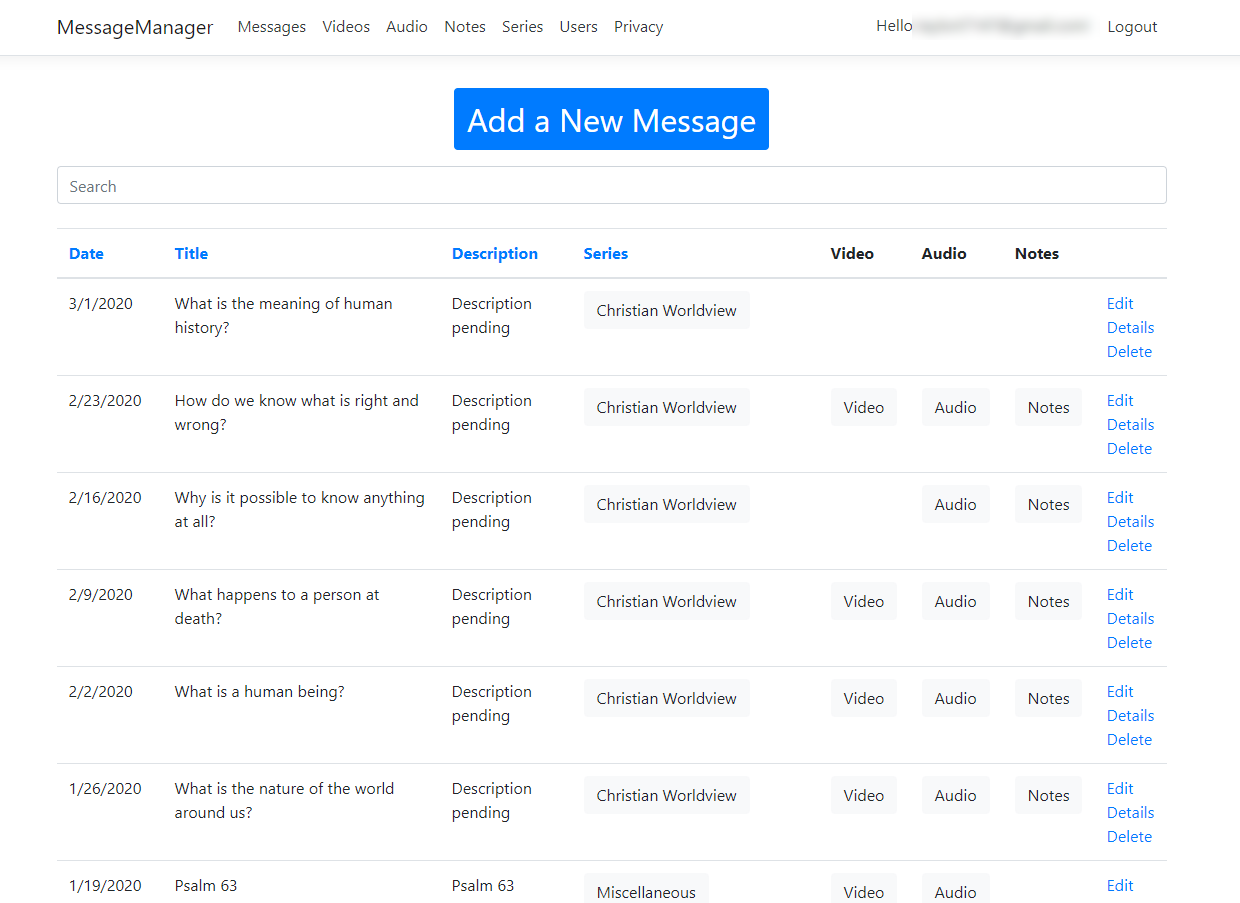 MessageManager Messages Videos Audio Notes Series Users Privacy Hello Logout
Add a New Message
Search
Date Title Description Series Video Audio Notes
3/1/2020 What is the meaning of human history? Description pending Christian Worldview Edit Details Delete
2/23/2020 How do we know what is right and wrong? Description pending Christian Worldview Video Audio Notes Edit Details Delete
2/16/2020 Why is it possible to know anything at all? Description pending Christian Worldview Audio Notes Edit Details Delete
2/9/2020 What happens to a person at death? Description pending Christian Worldview Video Audio Notes Edit Details Delete
2/2/2020 What is a human being? Description pending Christian Worldview Video Audio Notes Edit Details Delete
1/26/2020 What is the nature of the world around us? Description pending Christian Worldview Video Audio Notes Edit Details Delete
1/19/2020 Psalm 63 Psalm 63 Miscellaneous Video Audio Edit